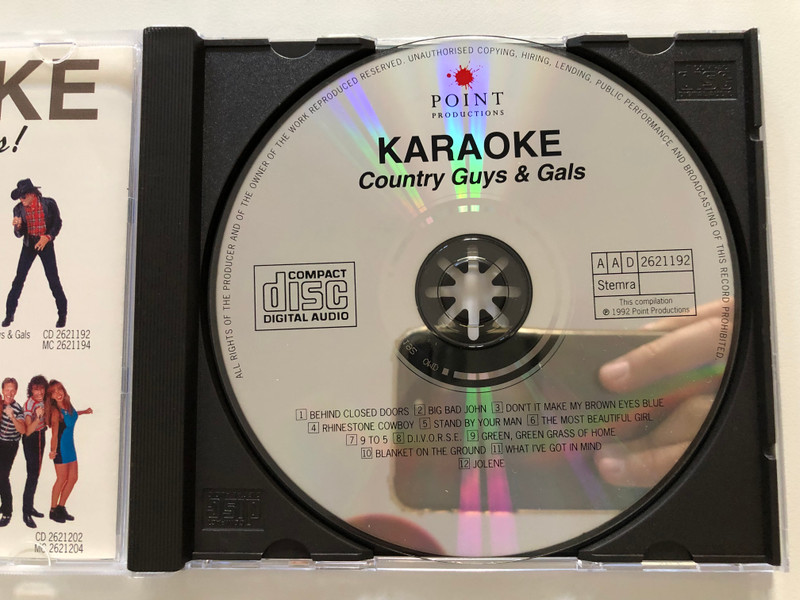 KE
s!
s & Gals CD 2621192
MC 2621194
CD 2621202
MC 2621204
ALL RIGHTS OF THE PRODUCER AND OF THE OWNER OF THE WORK REPRODUCED RESERVED. UNAUTHORISED COPYING, HIRING, LENDING, PUBLIC PERFORMANCE AND BROADCASTING OF THIS RECORD PROHIBITED.
POINT
PRODUCTIONS
KARAOKE
Country Guys & Gals
COMPACT
disc
DIGITAL AUDIO
A A D 2621192
Stemra
This compilation
℗ 1992 Point Productions
1 BEHIND CLOSED DOORS 2 BIG BAD JOHN 3 DON'T IT MAKE MY BROWN EYES BLUE
4 RHINESTONE COWBOY 5 STAND BY YOUR MAN 6 THE MOST BEAUTIFUL GIRL
7 9 TO 5 8 D.I.V.O.R.S.E. 9 GREEN, GREEN GRASS OF HOME
10 BLANKET ON THE GROUND 11 WHAT I'VE GOT IN MIND
12 JOLENE